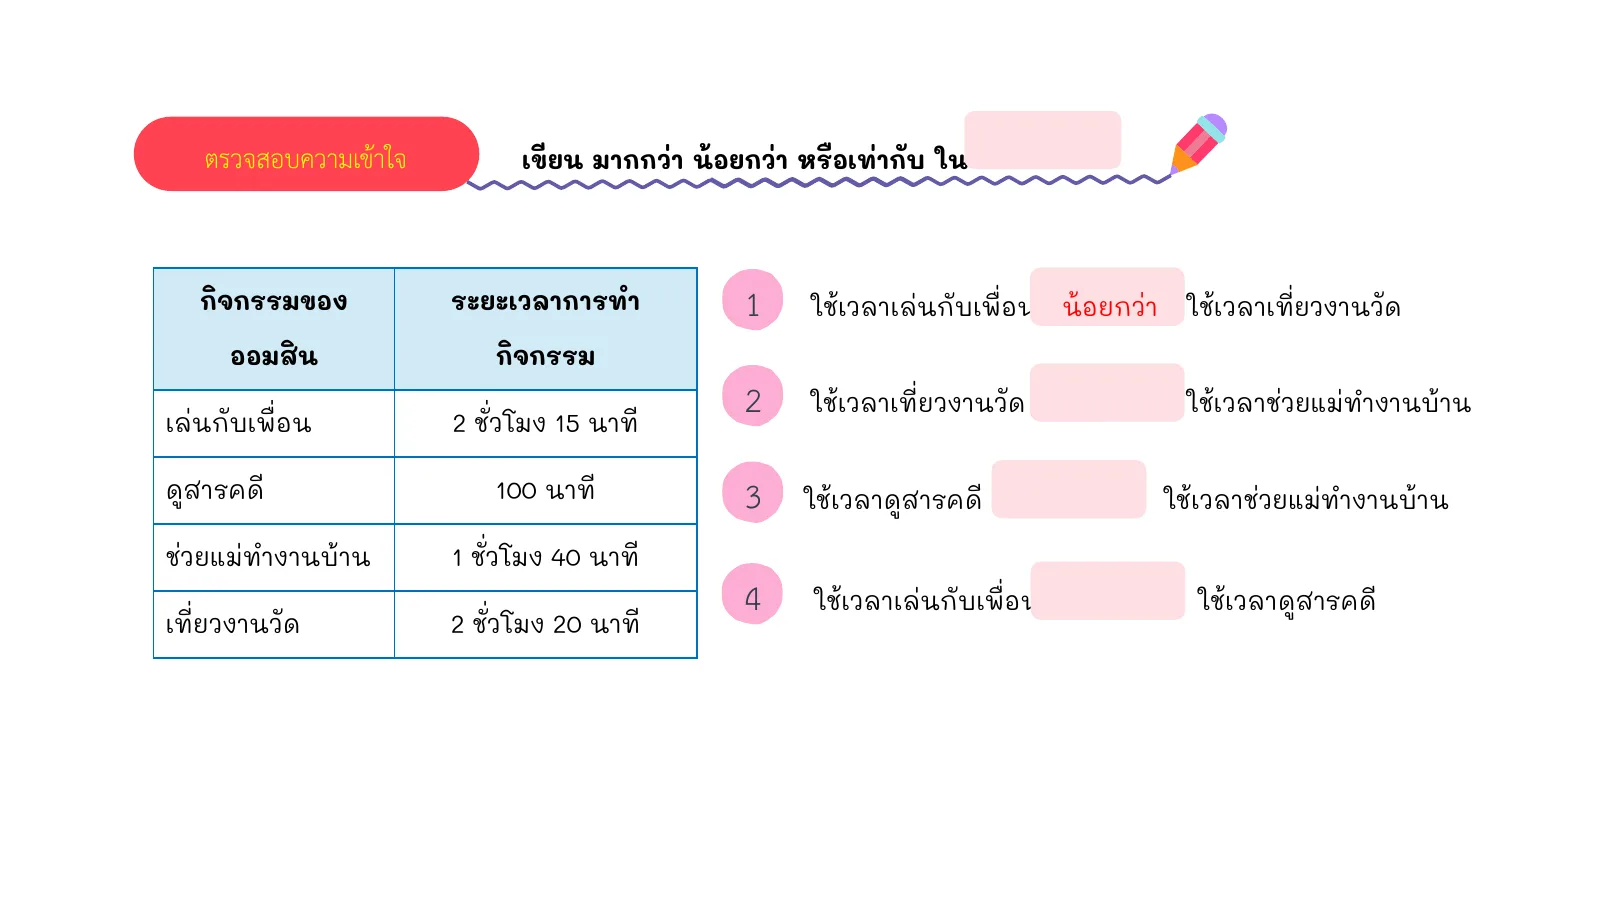 ตรวจสอบความเข้าใจ
เขียน มากกว่า น้อยกว่า หรือเท่ากับ ใน
กิจกรรมของ
ออมสิน
ระยะเวลาการทำ
กิจกรรม
เล่นกับเพื่อน
2 ชั่วโมง 15 นาที
ดูสารคดี
100 นาที
ช่วยแม่ทำงานบ้าน
1 ชั่วโมง 40 นาที
เที่ยวงานวัด
2 ชั่วโมง 20 นาที
1 ใช้เวลาเล่นกับเพื่อน น้อยกว่า ใช้เวลาเที่ยวงานวัด
2 ใช้เวลาเที่ยวงานวัด ใช้เวลาช่วยแม่ทำงานบ้าน
3 ใช้เวลาดูสารคดี ใช้เวลาช่วยแม่ทำงานบ้าน
4 ใช้เวลาเล่นกับเพื่อน ใช้เวลาดูสารคดี